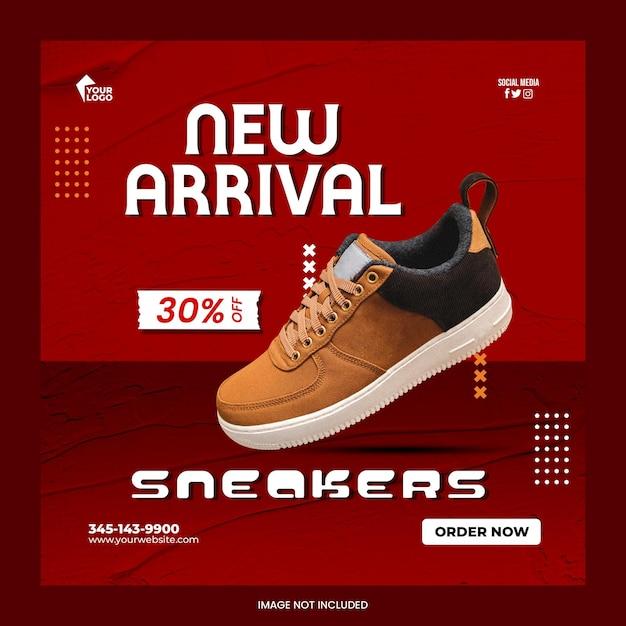 YOUR
LOGO
SOCIAL MEDIA
NEW
ARRIVAL
30% OFF
SNEAKERS
345-143-9900
www,yourwebsite.com
ORDER NOW
IMAGE NOT INCLUDED